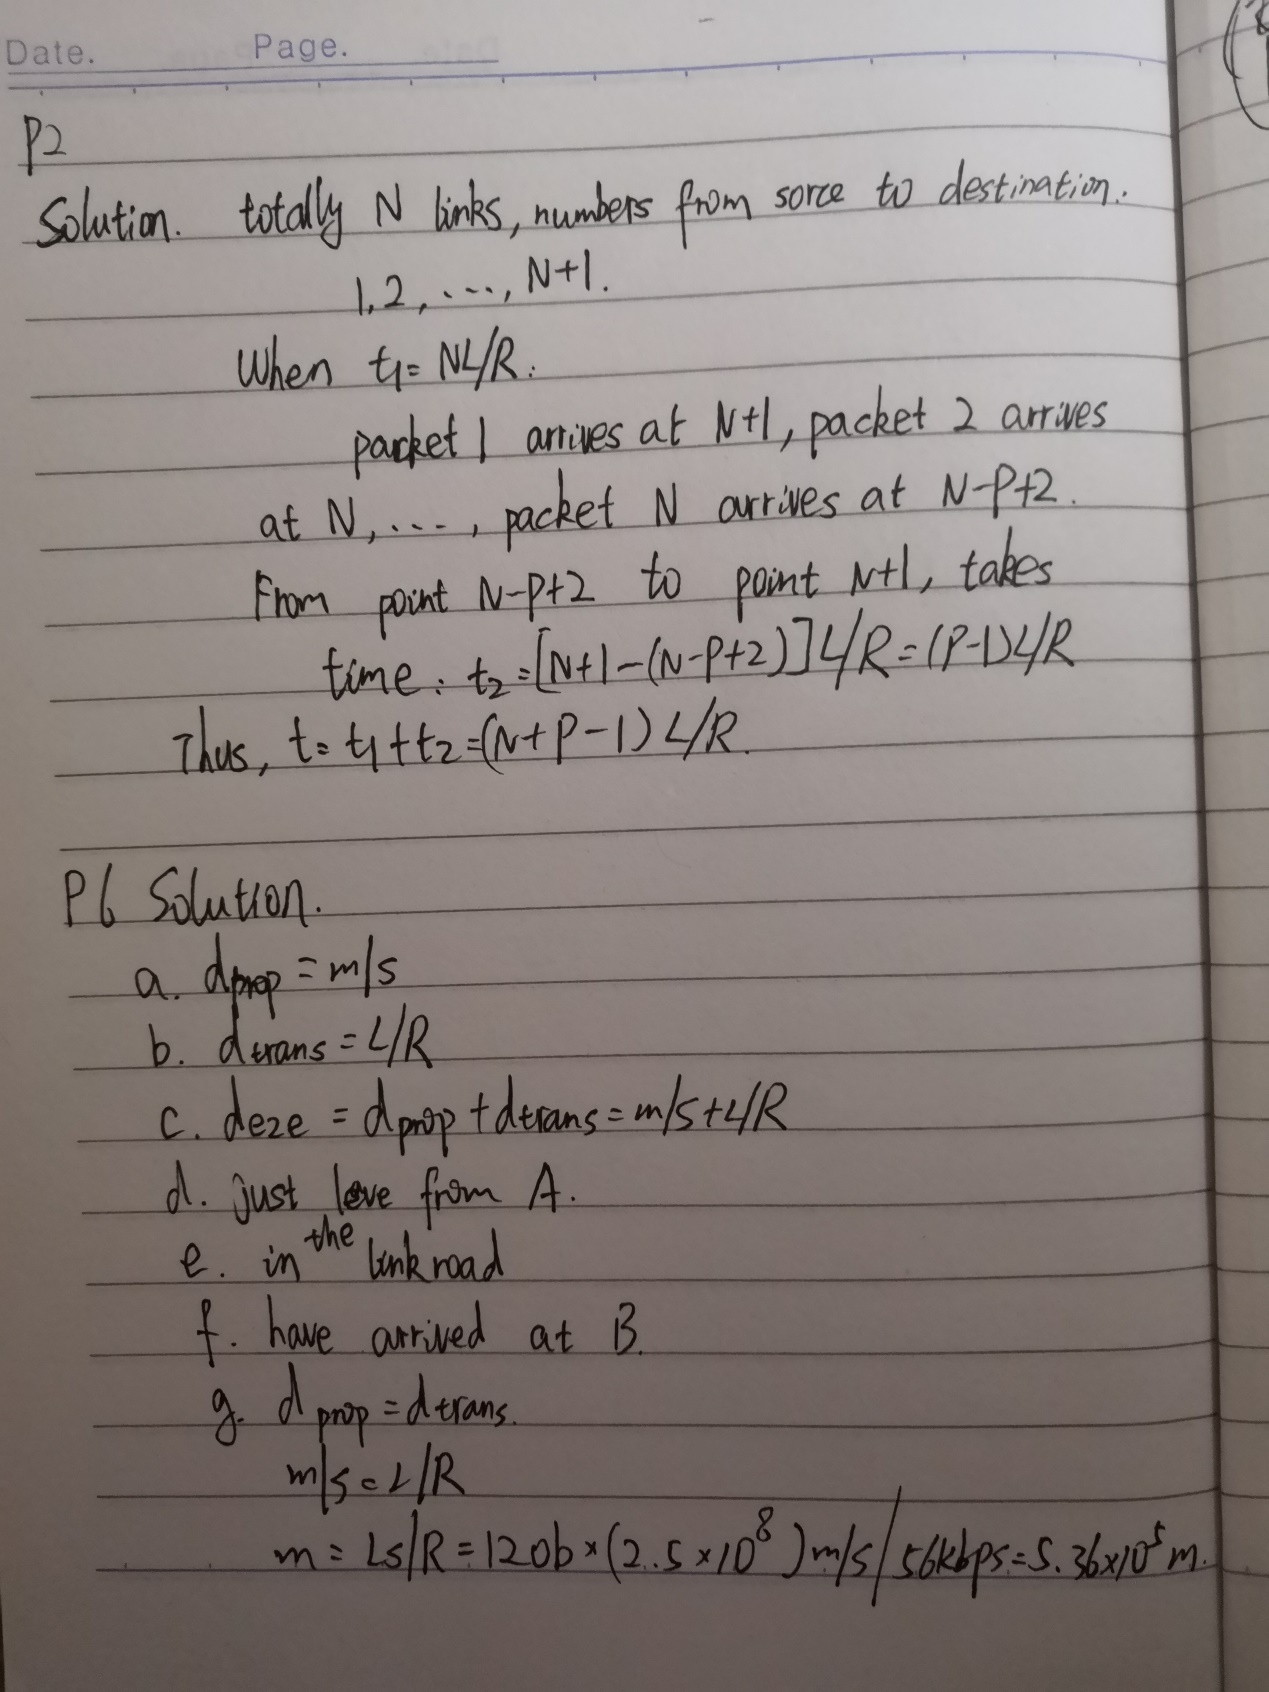 Date. Page.
P2
Solution. totally N links, numbers from sorce to destination.
1,2, ..., N+1.
When t1= NL/R:
packet 1 arrives at N+1, packet 2 arrives
at N, ..., packet N arrives at N-P+2.
From point N-P+2 to point N+1, takes
time: t2=[N+1-(N-P+2)]L/R=(P-1)L/R
Thus, t= t1+t2=(N+P-1)L/R.
P6 Solution.
a. dprop = m/s
b. dtrans = L/R
c. deze = dprop + dtrans = m/s+L/R
d. just leve from A.
e. in the link road
f. have arrived at B.
g. dprop = dtrans.
m/s = L/R
m = Ls/R = 120b×(2.5×10^8)m/s/56kbps=5.36×10^5 m.